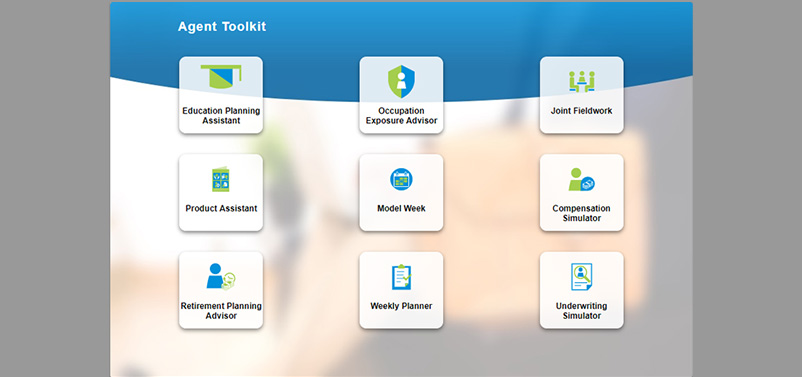 Agent Toolkit
Education Planning
Assistant
Occupation
Exposure Advisor
Joint Fieldwork
Product Assistant
Model Week
Compensation
Simulator
Retirement Planning
Advisor
Weekly Planner
Underwriting
Simulator